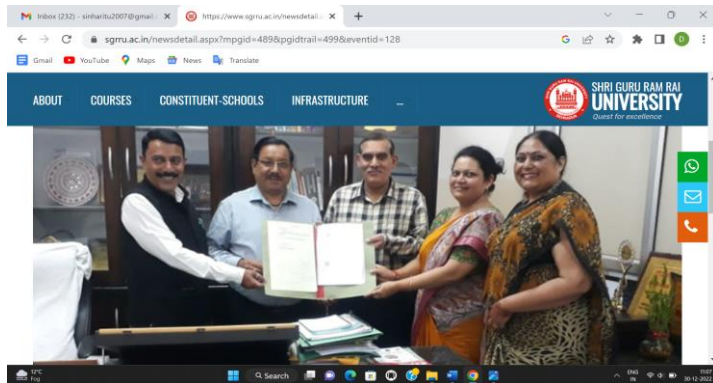 Inbox (232) - sinharitu2007@gmail
https://www.sgrru.ac.in/newsdetail.
sgrru.ac.in/newsdetail.aspx?mpgid=489&pgidtrail=499&eventid=128
Gmail YouTube Maps News Translate
ABOUT COURSES CONSTITUENT-SCHOOLS INFRASTRUCTURE ...
SHRI GURU RAM RAI
UNIVERSITY
Quest for excellence
12°C
Fog
Search
ENG
IN
11:07
30-12-2022